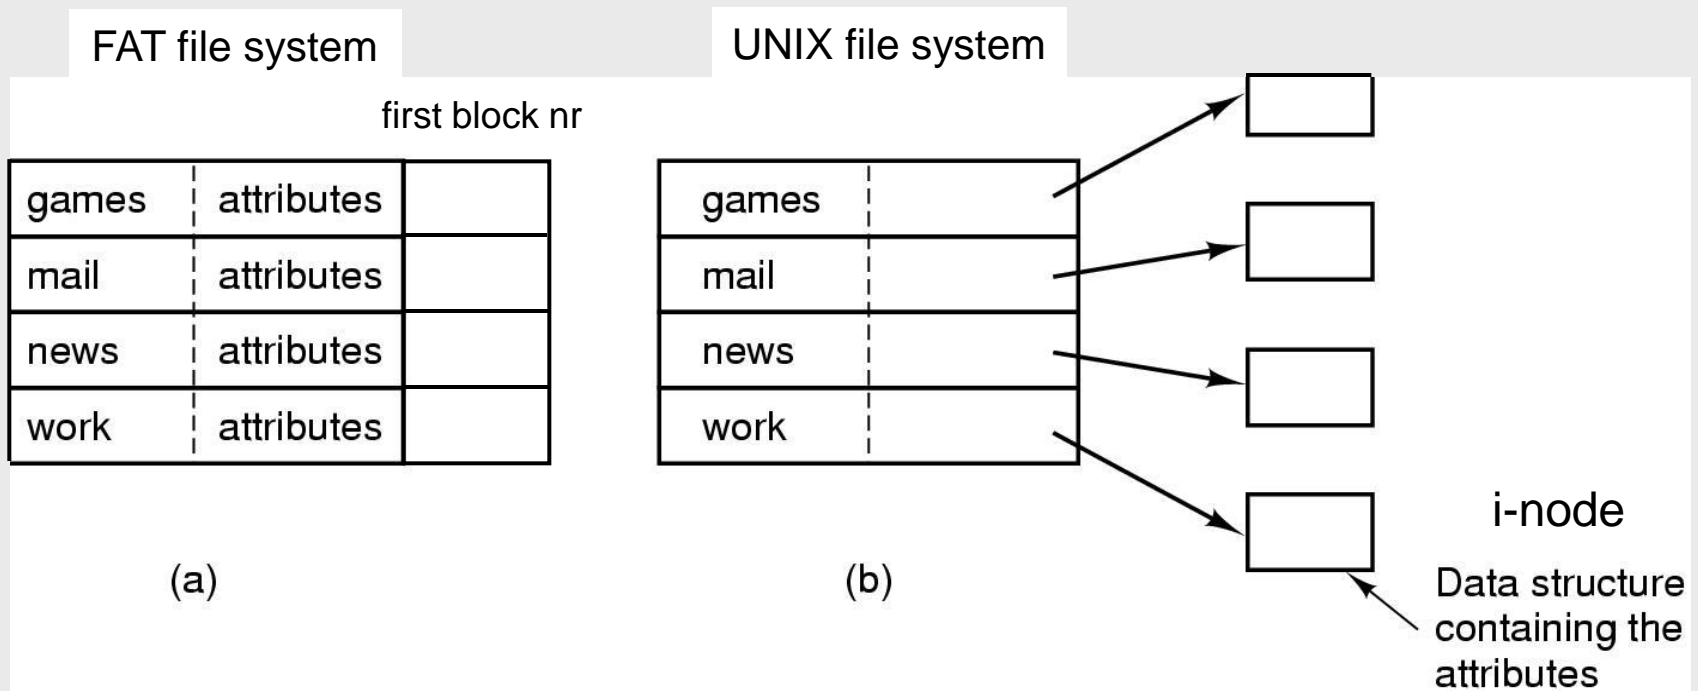 FAT file system
UNIX file system
first block nr
games attributes
mail attributes
news attributes
work attributes
games
mail
news
work
i-node
Data structure
containing the
attributes
(a)
(b)